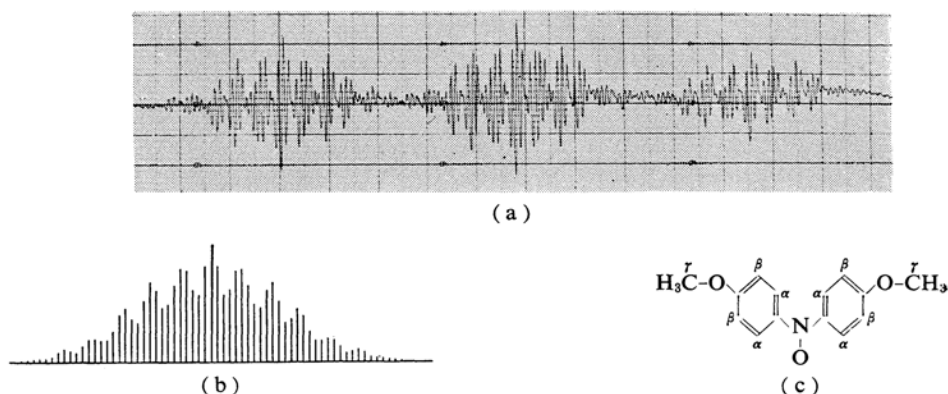 (a)
(b)
γ β β γ
H₃C-O α α O-CH₃
β N β
α O α
(c)